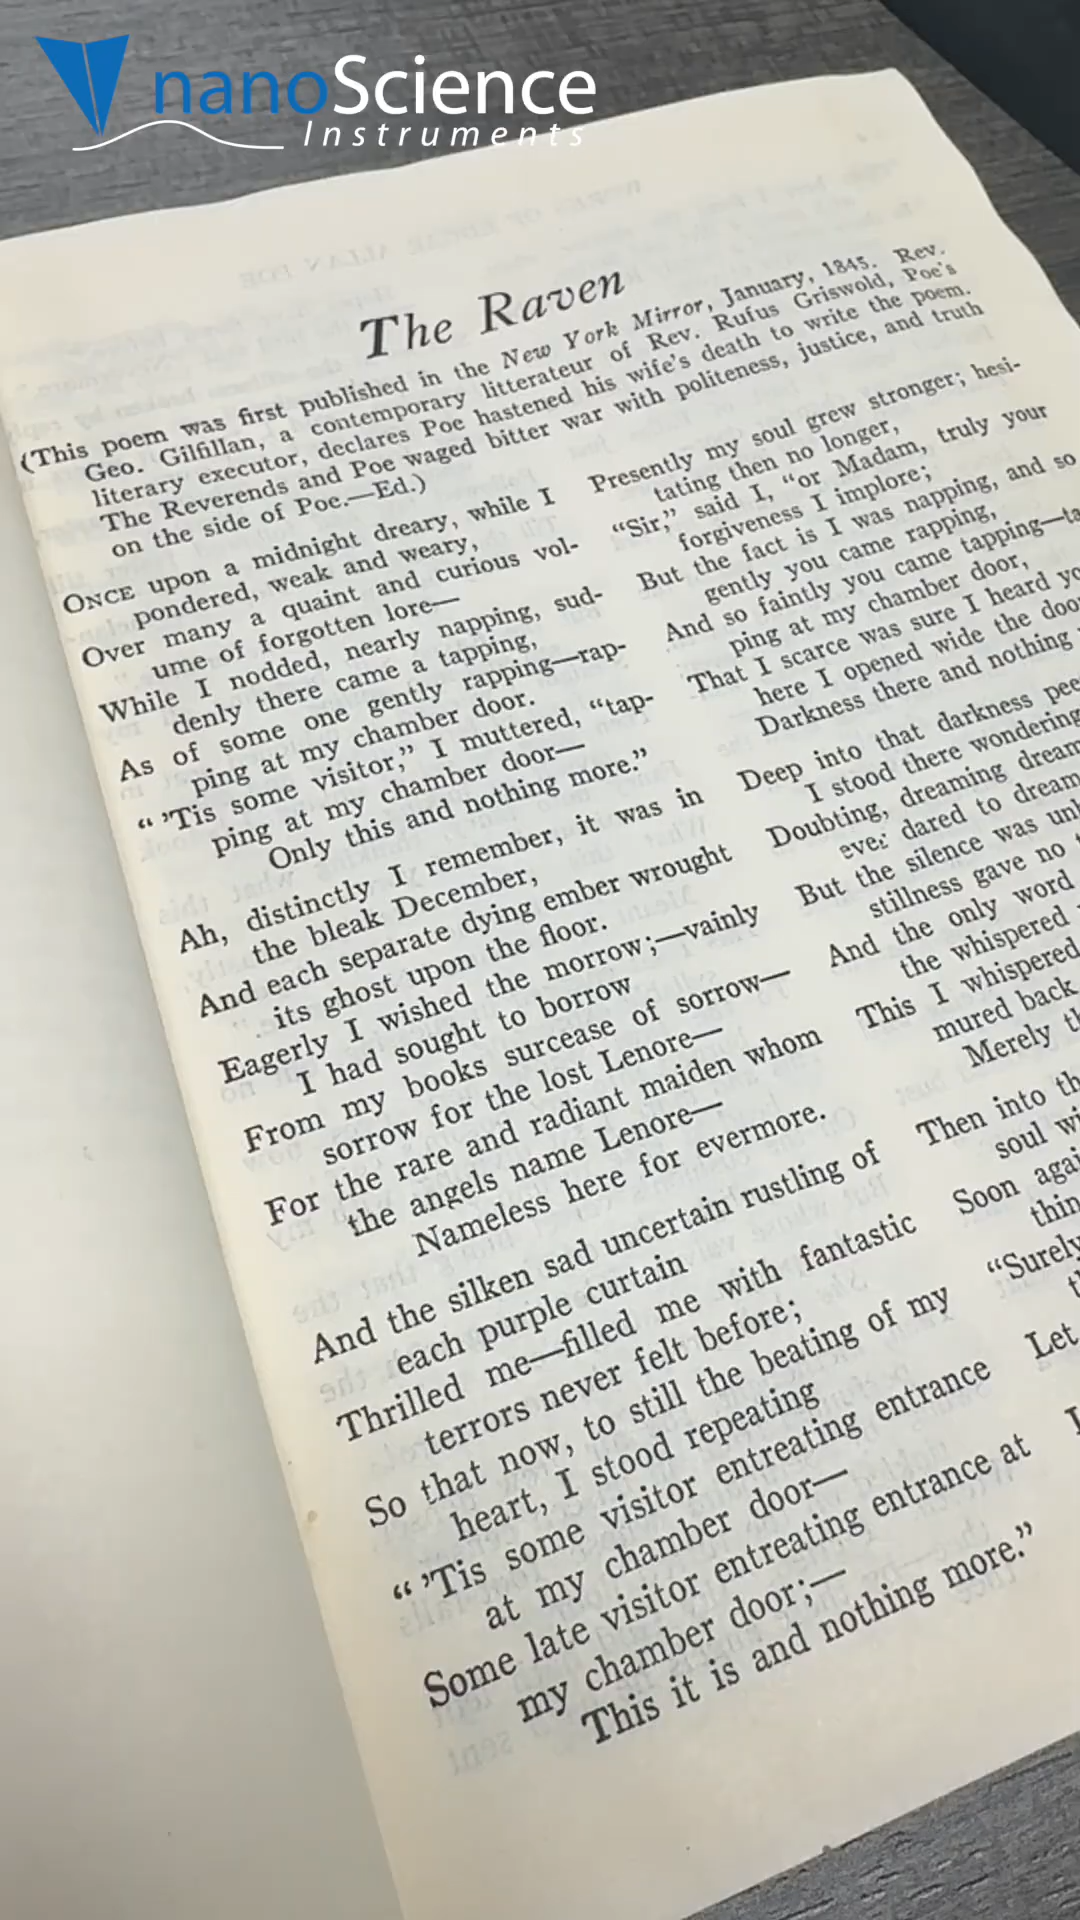 nanoScience
Instruments
The Raven
(This poem was first published in the New York Mirror, January, 1845. Rev.
Geo. Gilfillan, a contemporary litterateur of Rev. Rufus Griswold, Poe's
literary executor, declares Poe hastened his wife's death to write the poem.
The Reverends and Poe waged bitter war with politeness, justice, and truth
on the side of Poe.—Ed.)
ONCE upon a midnight dreary, while I
pondered, weak and weary,
Over many a quaint and curious vol-
ume of forgotten lore—
While I nodded, nearly napping, sud-
denly there came a tapping,
As of some one gently rapping—rap-
ping at my chamber door.
“ ’Tis some visitor,” I muttered, “tap-
ping at my chamber door—
Only this and nothing more.”
Ah, distinctly I remember, it was in
the bleak December,
And each separate dying ember wrought
its ghost upon the floor.
Eagerly I wished the morrow;—vainly
I had sought to borrow
From my books surcease of sorrow—
sorrow for the lost Lenore—
For the rare and radiant maiden whom
the angels name Lenore—
Nameless here for evermore.
And the silken sad uncertain rustling of
each purple curtain
Thrilled me—filled me with fantastic
terrors never felt before;
So that now, to still the beating of my
heart, I stood repeating
“ ’Tis some visitor entreating entrance
at my chamber door—
Some late visitor entreating entrance at
my chamber door;—
This it is and nothing more.”
Presently my soul grew stronger; hesi-
tating then no longer,
“Sir,” said I, “or Madam, truly your
forgiveness I implore;
But the fact is I was napping, and so
gently you came rapping,
And so faintly you came tapping—ta
ping at my chamber door,
That I scarce was sure I heard yo
here I opened wide the doo
Darkness there and nothing
Deep into that darkness pee
I stood there wondering
Doubting, dreaming dream
ever dared to dream
But the silence was un
stillness gave no
And the only word
the whispered
This I whispered
mured back
Merely th
Then into th
soul wi
Soon agai
thin
“Surely
th
Let
I